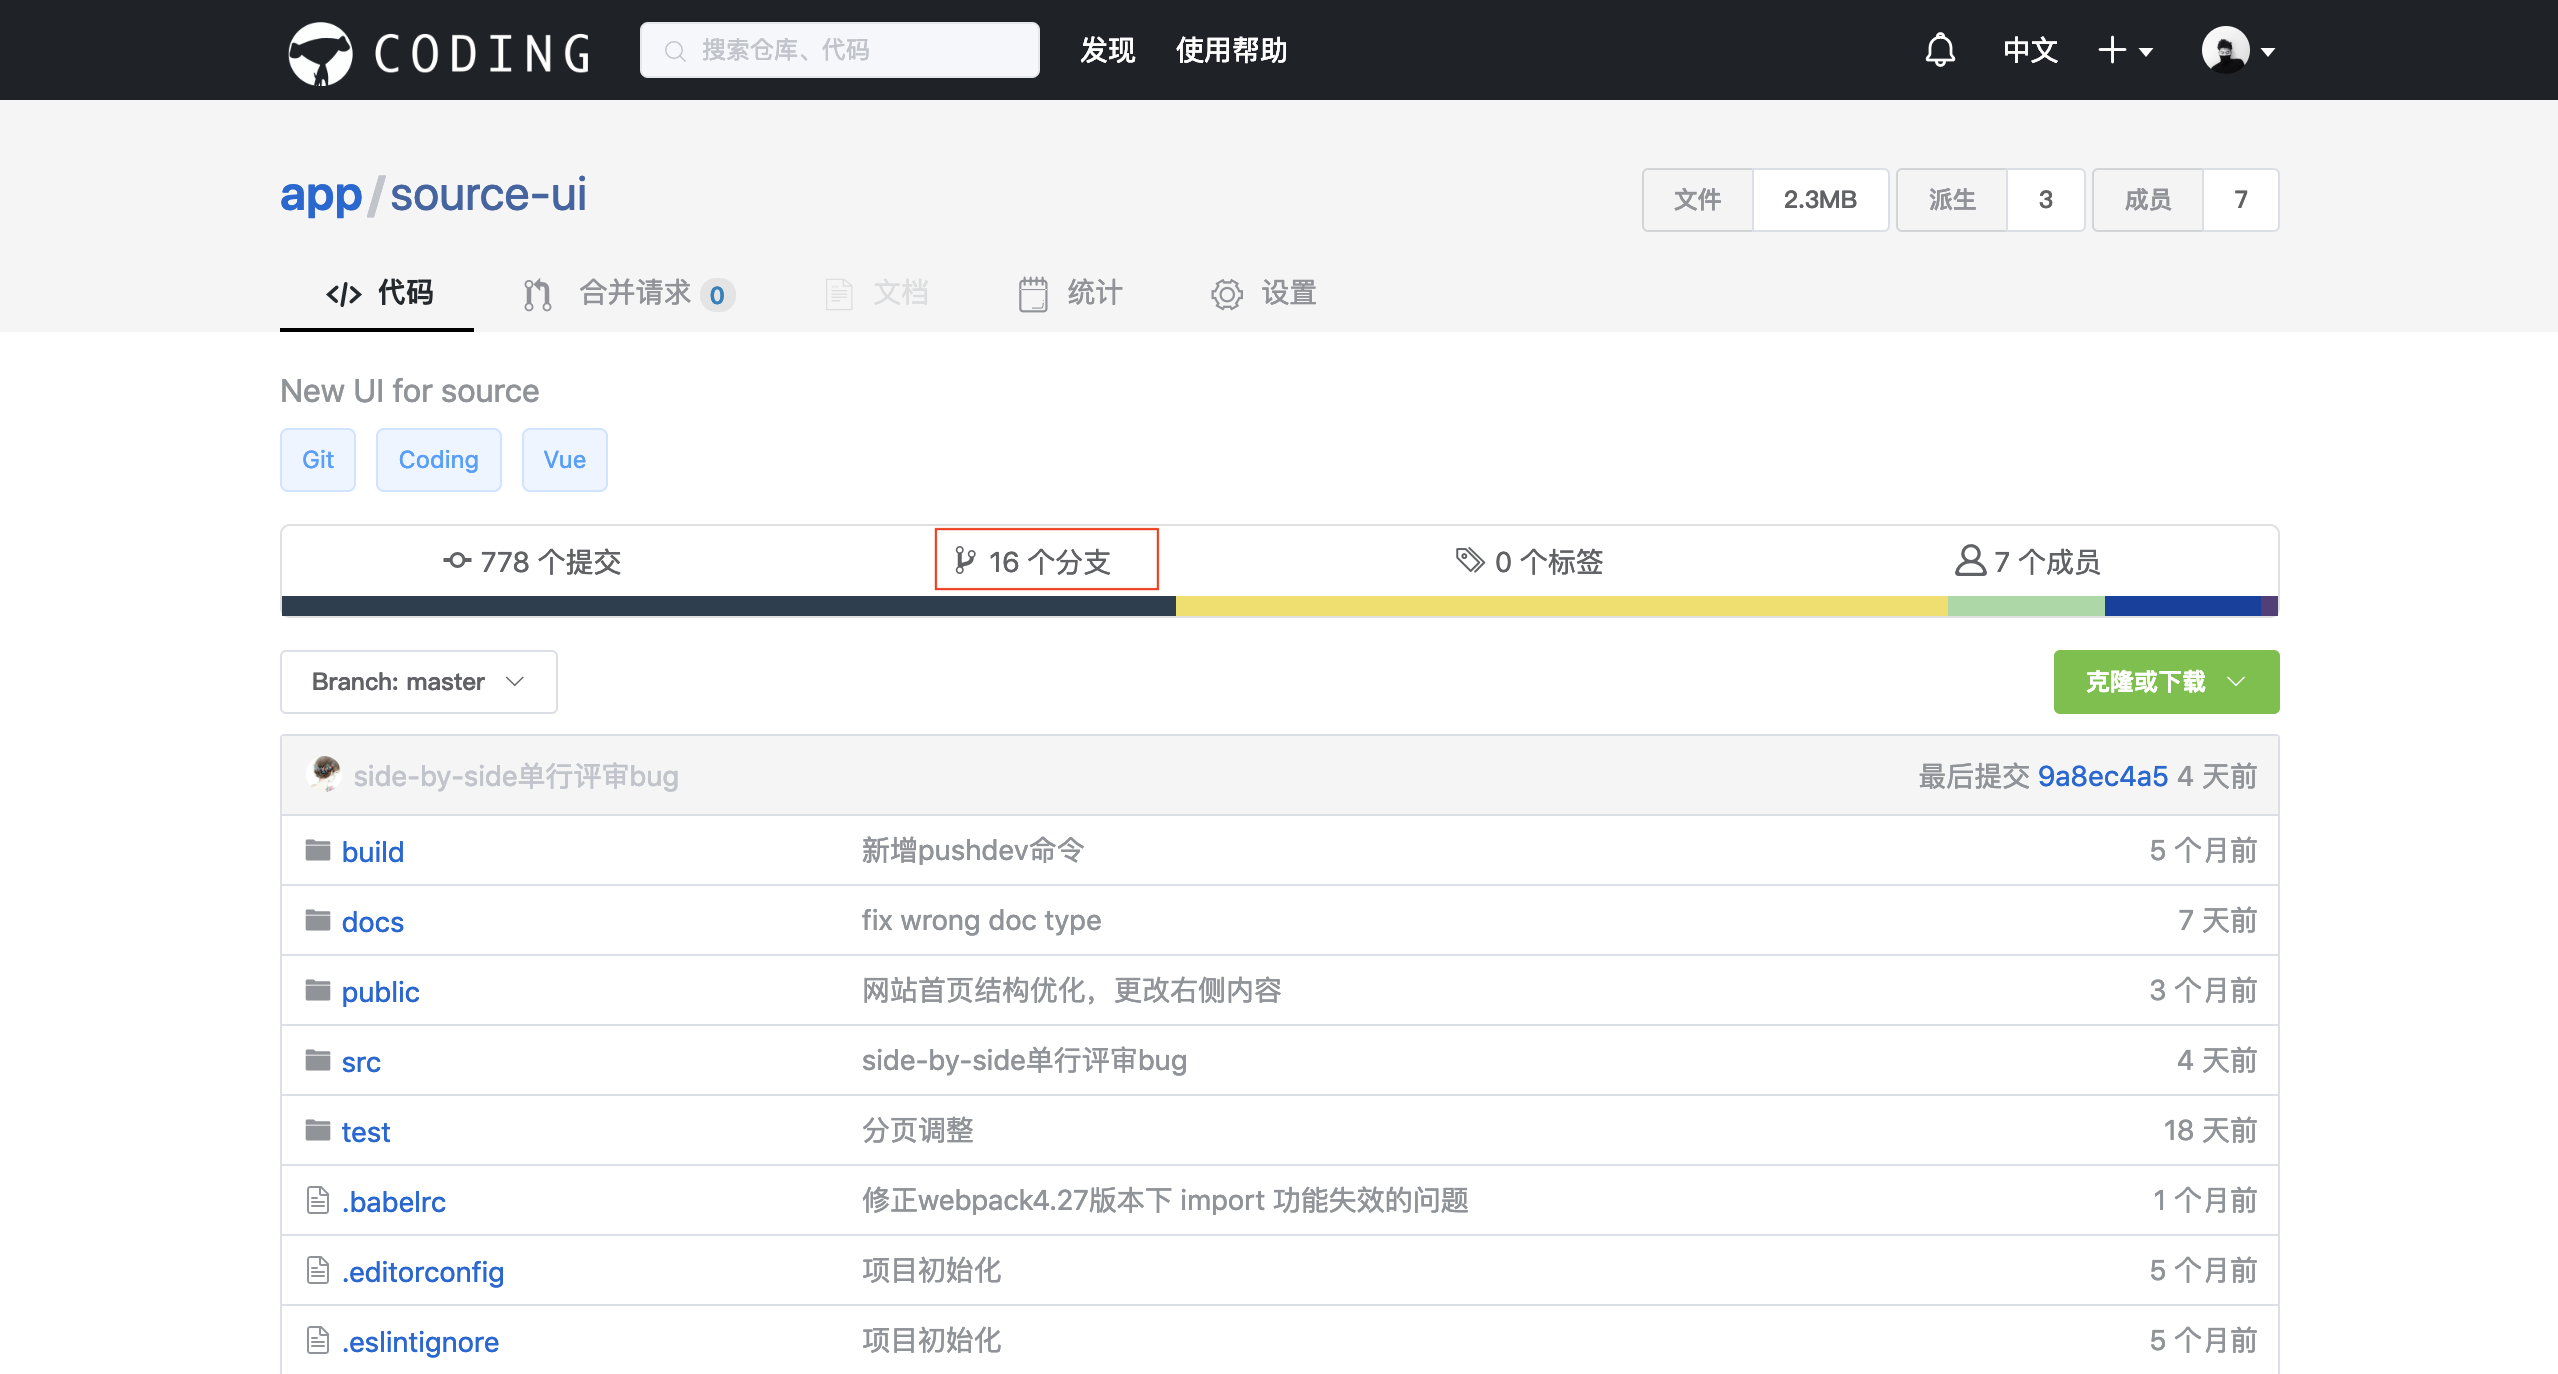 CODING 搜索仓库、代码 发现 使用帮助 中文
app/source-ui 文件 2.3MB 派生 3 成员 7
代码 合并请求 0 文档 统计 设置
New UI for source
Git Coding Vue
778 个提交 16 个分支 0 个标签 7 个成员
Branch: master 克隆或下载
side-by-side单行评审bug 最后提交 9a8ec4a5 4 天前
build 新增pushdev命令 5 个月前
docs fix wrong doc type 7 天前
public 网站首页结构优化，更改右侧内容 3 个月前
src side-by-side单行评审bug 4 天前
test 分页调整 18 天前
.babelrc 修正webpack4.27版本下 import 功能失效的问题 1 个月前
.editorconfig 项目初始化 5 个月前
.eslintignore 项目初始化 5 个月前